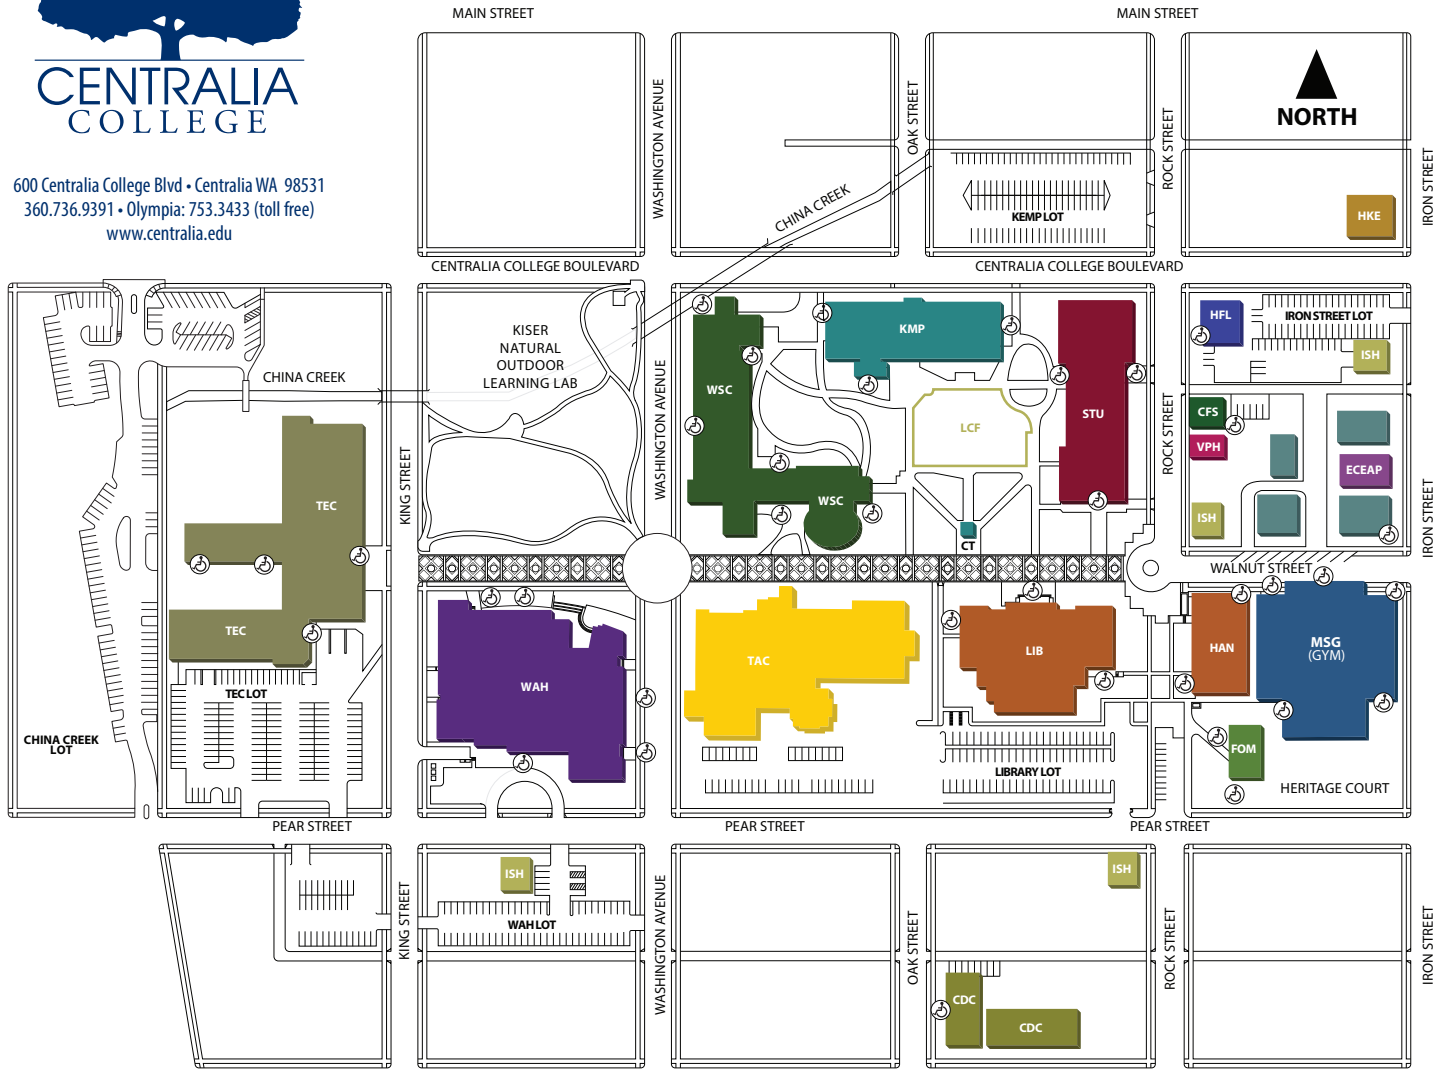 CENTRALIA
COLLEGE
600 Centralia College Blvd • Centralia WA 98531
360.736.9391 • Olympia: 753.3433 (toll free)
www.centralia.edu
MAIN STREET
MAIN STREET
WASHINGTON AVENUE
OAK STREET
ROCK STREET
IRON STREET
NORTH
CHINA CREEK
KEMP LOT
HKE
CENTRALIA COLLEGE BOULEVARD
CENTRALIA COLLEGE BOULEVARD
KISER
NATURAL
OUTDOOR
LEARNING LAB
CHINA CREEK
KMP
HFL
IRON STREET LOT
ISH
WSC
STU
LCF
CFS
VPH
ECEAP
WASHINGTON AVENUE
ROCK STREET
KING STREET
IRON STREET
TEC
WSC
ISH
CT
WALNUT STREET
TEC
WAH
TAC
LIB
HAN
MSG
(GYM)
TEC LOT
CHINA CREEK
LOT
FOM
LIBRARY LOT
HERITAGE COURT
PEAR STREET
PEAR STREET
PEAR STREET
ISH
ISH
WAH LOT
KING STREET
WASHINGTON AVENUE
OAK STREET
ROCK STREET
IRON STREET
CDC
CDC